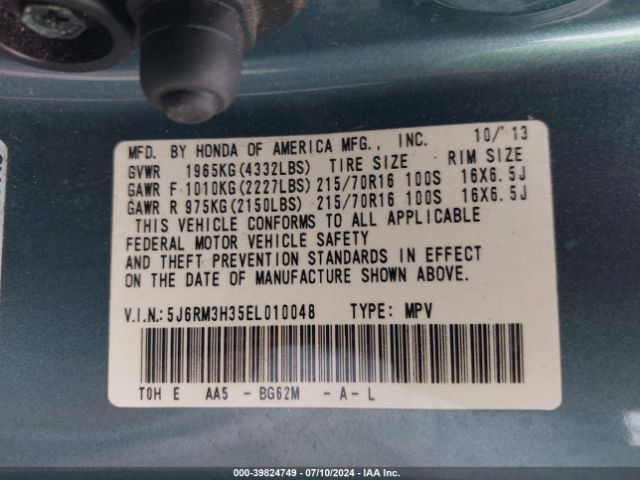 MFD. BY HONDA OF AMERICA MFG., INC. 10/'13
GVWR 1965KG(4332LBS) TIRE SIZE RIM SIZE
GAWR F 1010KG(2227LBS) 215/70R16 100S 16X6.5J
GAWR R 975KG(2150LBS) 215/70R16 100S 16X6.5J
THIS VEHICLE CONFORMS TO ALL APPLICABLE
FEDERAL MOTOR VEHICLE SAFETY
AND THEFT PREVENTION STANDARDS IN EFFECT
ON THE DATE OF MANUFACTURE SHOWN ABOVE.
V.I.N.:5J6RM3H35EL010048 TYPE: MPV
TOH E AA5 - BG62M - A - L
000-39824749 - 07/10/2024 - IAA Inc.